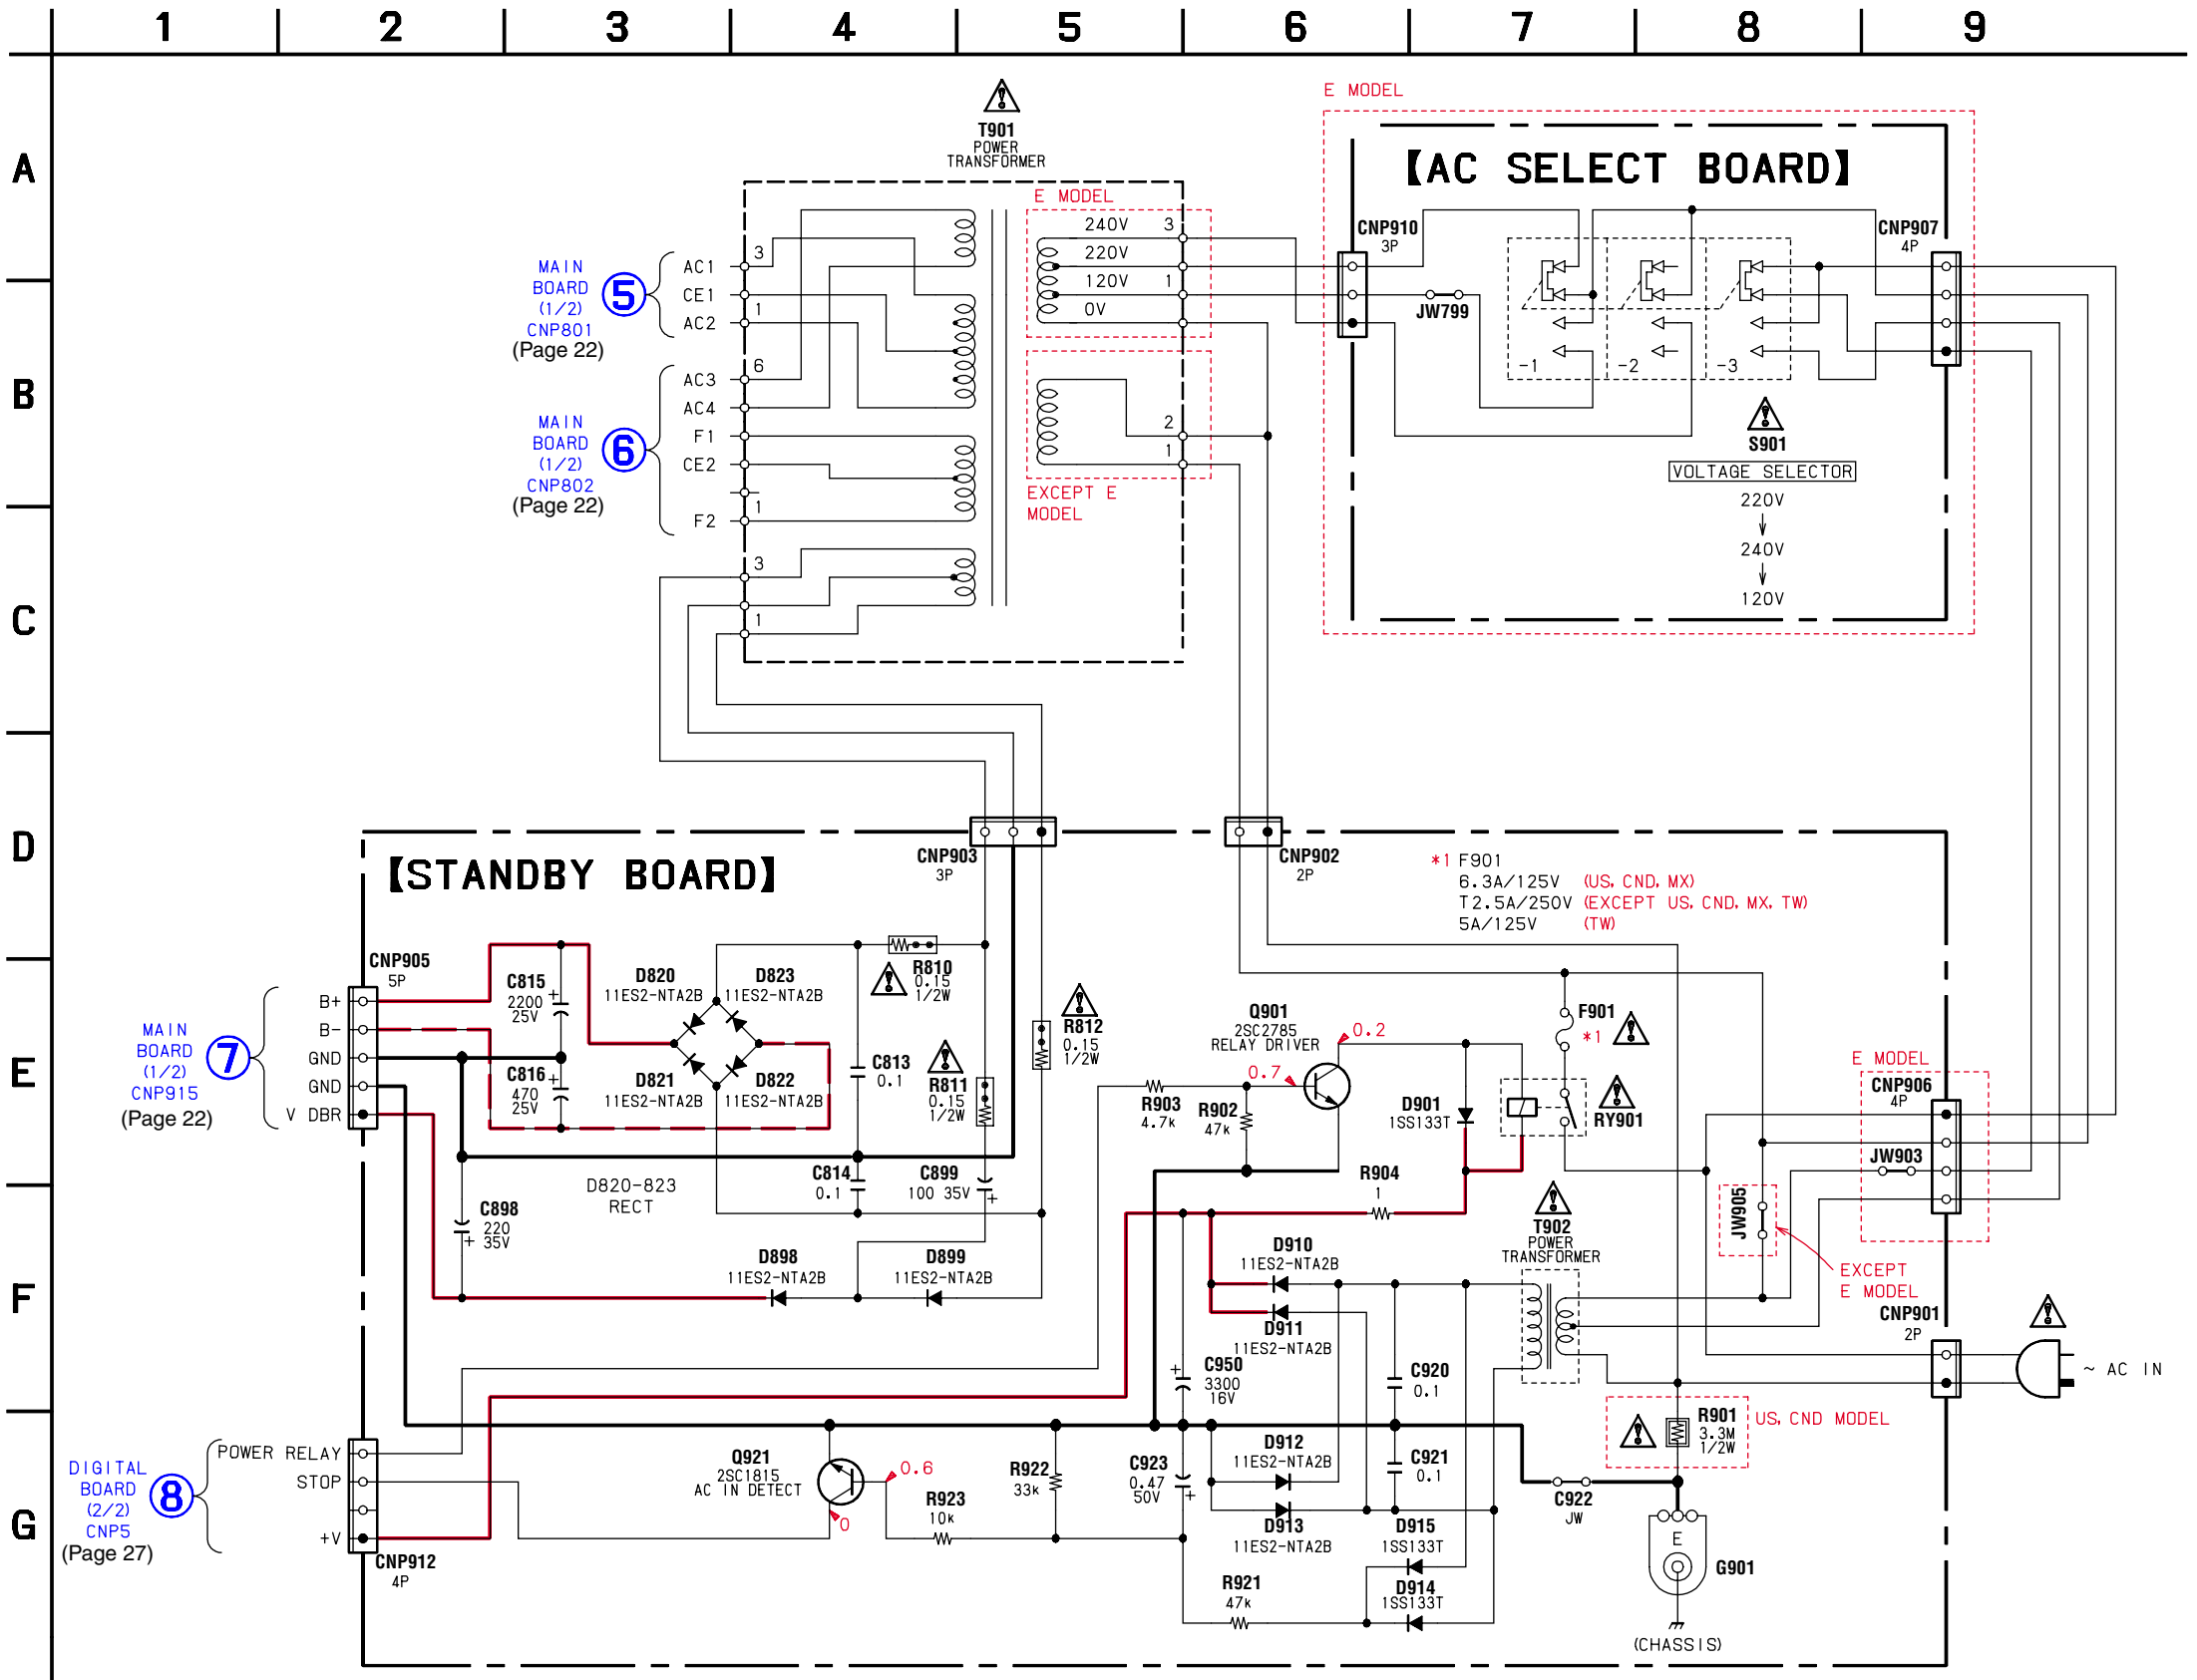 1 2 3 4 5 6 7 8 9
A
B
C
D
E
F
G
T901
POWER
TRANSFORMER
E MODEL
240V 3
220V
120V 1
0V
2
1
EXCEPT E
MODEL
MAIN
BOARD
(1/2)
CNP801
(Page 22)
5
AC1
CE1
AC2
3
1
MAIN
BOARD
(1/2)
CNP802
(Page 22)
6
AC3
AC4
F1
CE2
F2
6
1
3
1
E MODEL
【AC SELECT BOARD】
CNP910
3P
CNP907
4P
JW799
-1
-2
-3
S901
VOLTAGE SELECTOR
220V
↓
240V
↓
120V
【STANDBY BOARD】
CNP903
3P
CNP902
2P
*1 F901
6.3A/125V (US, CND, MX)
T2.5A/250V (EXCEPT US, CND, MX, TW)
5A/125V (TW)
MAIN
BOARD
(1/2)
CNP915
(Page 22)
7
B+
B-
GND
GND
V DBR
CNP905
5P
C815
2200
25V
+
C816
470
25V
+
D820
11ES2-NTA2B
D823
11ES2-NTA2B
D821
11ES2-NTA2B
D822
11ES2-NTA2B
D820-823
RECT
R810
0.15
1/2W
R811
0.15
1/2W
R812
0.15
1/2W
C813
0.1
C814
0.1
C899
100 35V
+
C898
220
35V
+
D898
11ES2-NTA2B
D899
11ES2-NTA2B
Q901
2SC2785
RELAY DRIVER
0.2
0.7
R903
4.7k
R902
47k
D901
1SS133T
F901
*1
RY901
R904
1
E MODEL
CNP906
4P
JW903
JW905
EXCEPT
E MODEL
T902
POWER
TRANSFORMER
CNP901
2P
~ AC IN
D910
11ES2-NTA2B
D911
11ES2-NTA2B
C950
3300
16V
+
C920
0.1
R901
3.3M
1/2W
US, CND MODEL
DIGITAL
BOARD
(2/2)
CNP5
(Page 27)
8
POWER RELAY
STOP
+V
CNP912
4P
Q921
2SC1815
AC IN DETECT
0.6
0
R923
10k
R922
33k
C923
0.47
50V
+
D912
11ES2-NTA2B
D913
11ES2-NTA2B
C921
0.1
D915
1SS133T
D914
1SS133T
R921
47k
C922
JW
E
G901
(CHASSIS)